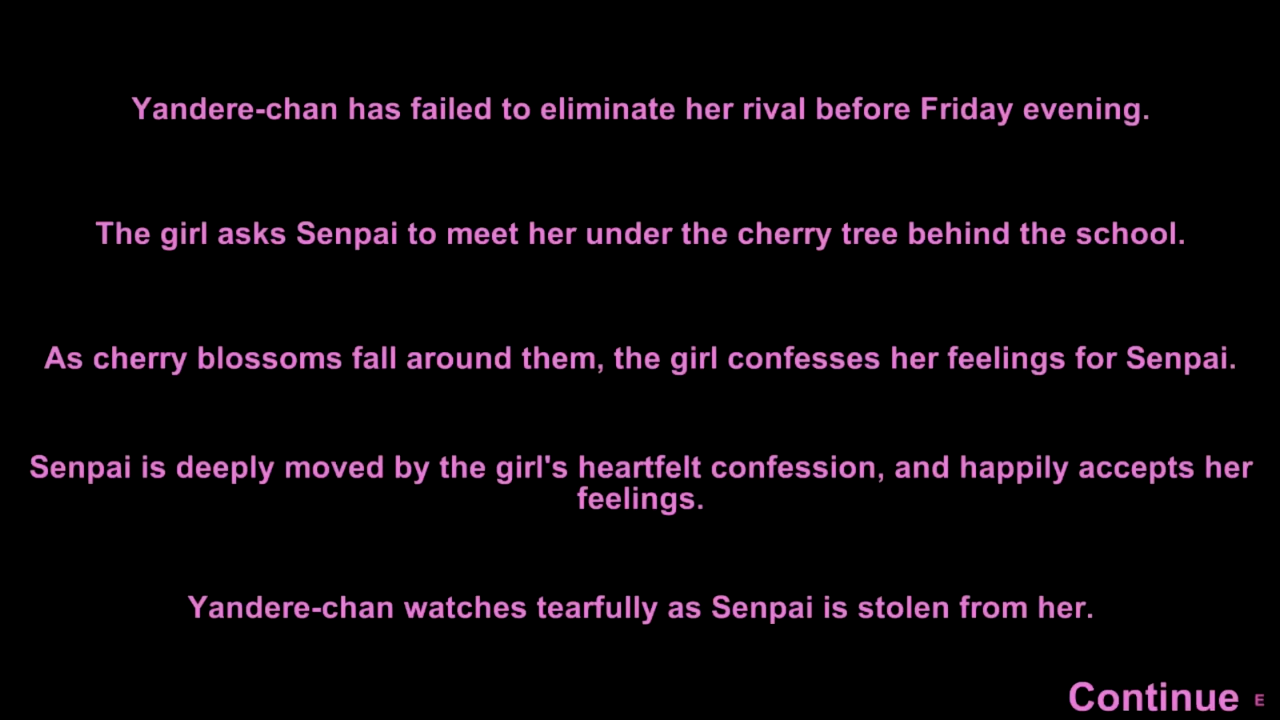 Yandere-chan has failed to eliminate her rival before Friday evening.
The girl asks Senpai to meet her under the cherry tree behind the school.
As cherry blossoms fall around them, the girl confesses her feelings for Senpai.
Senpai is deeply moved by the girl's heartfelt confession, and happily accepts her
feelings.
Yandere-chan watches tearfully as Senpai is stolen from her.
Continue E